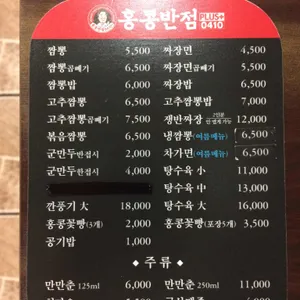 홍콩반점 PLUS+ 0410
짬뽕 5,500 짜장면 4,500
짬뽕곱빼기 6,500 짜장면곱빼기 5,500
짬뽕밥 6,000 짜장밥 6,500
고추짬뽕 6,500 고추짬뽕밥 7,000
고추짬뽕곱빼기 7,500 쟁반짜장 12,000
볶음짬뽕 6,500 냉짬뽕(여름메뉴) 6,500
군만두반접시 2,000 차가면(여름메뉴) 6,500
군만두한접시 4,000 탕수육 小 11,000
탕수육 中 13,000
깐풍기 大 18,000 탕수육 大 16,000
홍콩꽃빵(3개) 2,000 홍콩꽃빵(포장5개) 3,500
공기밥 1,000
주류
만만춘 125ml 6,000 만만춘 250ml 11,000